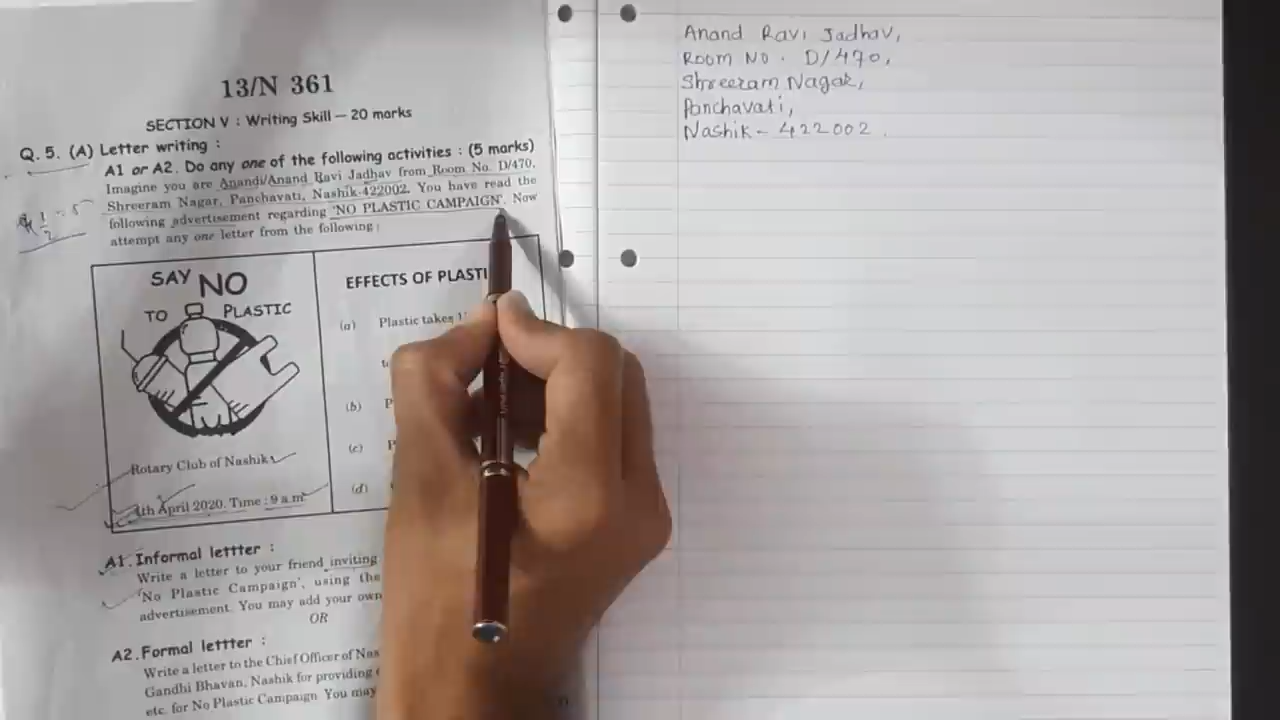 13/N 361
SECTION V : Writing Skill — 20 marks
Q. 5. (A) Letter writing :
A1 or A2. Do any one of the following activities : (5 marks)
Imagine you are Anandi/Anand Ravi Jadhav from Room No. D/470,
Shreeram Nagar, Panchavati, Nashik-422002. You have read the
following advertisement regarding 'NO PLASTIC CAMPAIGN'. Now
attempt any one letter from the following:
SAY NO
TO PLASTIC
Rotary Club of Nashik
th April 2020. Time : 9 a.m.
EFFECTS OF PLASTI
(a) Plastic takes
(b) P
(c) P
(d)
A1. Informal lettter :
Write a letter to your friend inviting
'No Plastic Campaign', using the
advertisement. You may add your own
OR
A2. Formal lettter :
Write a letter to the Chief Officer of Nas
Gandhi Bhavan, Nashik for providing
etc. for No Plastic Campaign. You may
Anand Ravi Jadhav,
Room No. D/470,
Shreeram Nagar,
Panchavati,
Nashik - 422002.